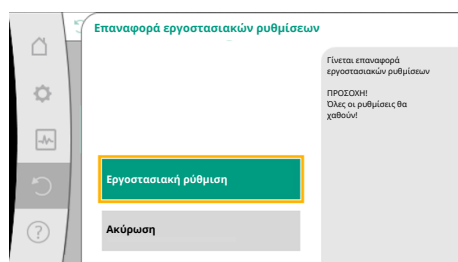 Επαναφορά εργοστασιακών ρυθμίσεων
Γίνεται επαναφορά
εργοστασιακών ρυθμίσεων
ΠΡΟΣΟΧΗ!
Όλες οι ρυθμίσεις θα
χαθούν!
Εργοστασιακή ρύθμιση
Ακύρωση